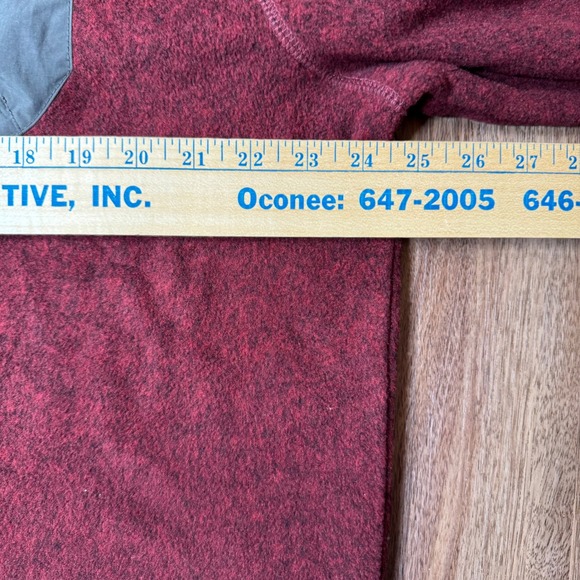 18 19 20 21 22 23 24 25 26 27
TIVE, INC. Oconee: 647-2005 646-